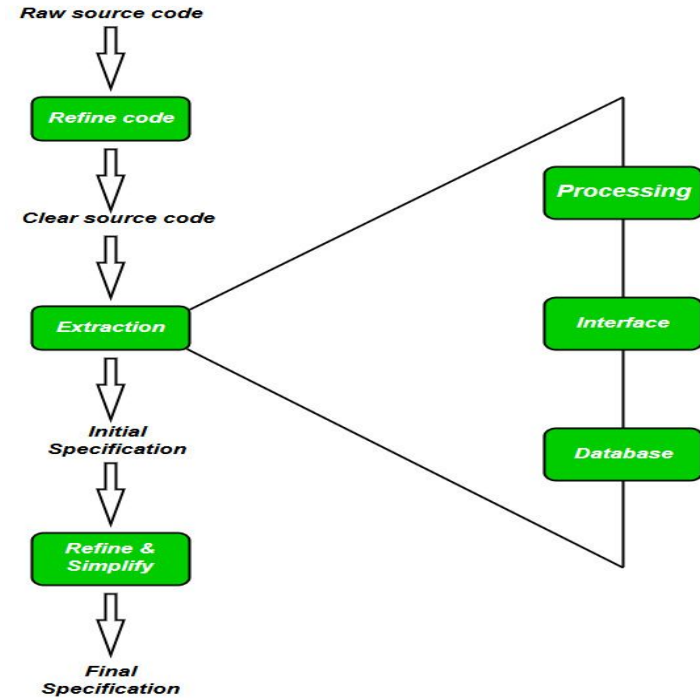 Raw source code
Refine code
Clear source code
Extraction
Initial
Specification
Refine &
Simplify
Final
Specification
Processing
Interface
Database